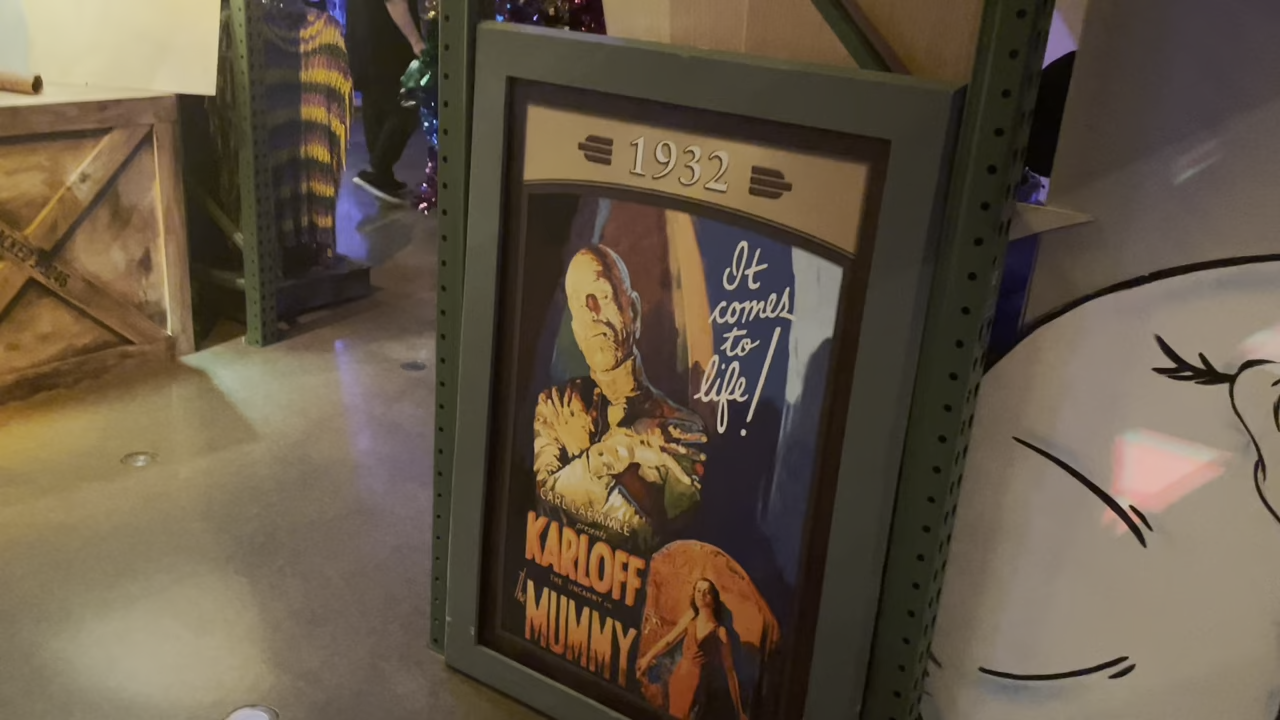 1932
It
comes
to
life!
CARL LAEMMLE
presents
KARLOFF
THE UNCANNY in
The
MUMMY